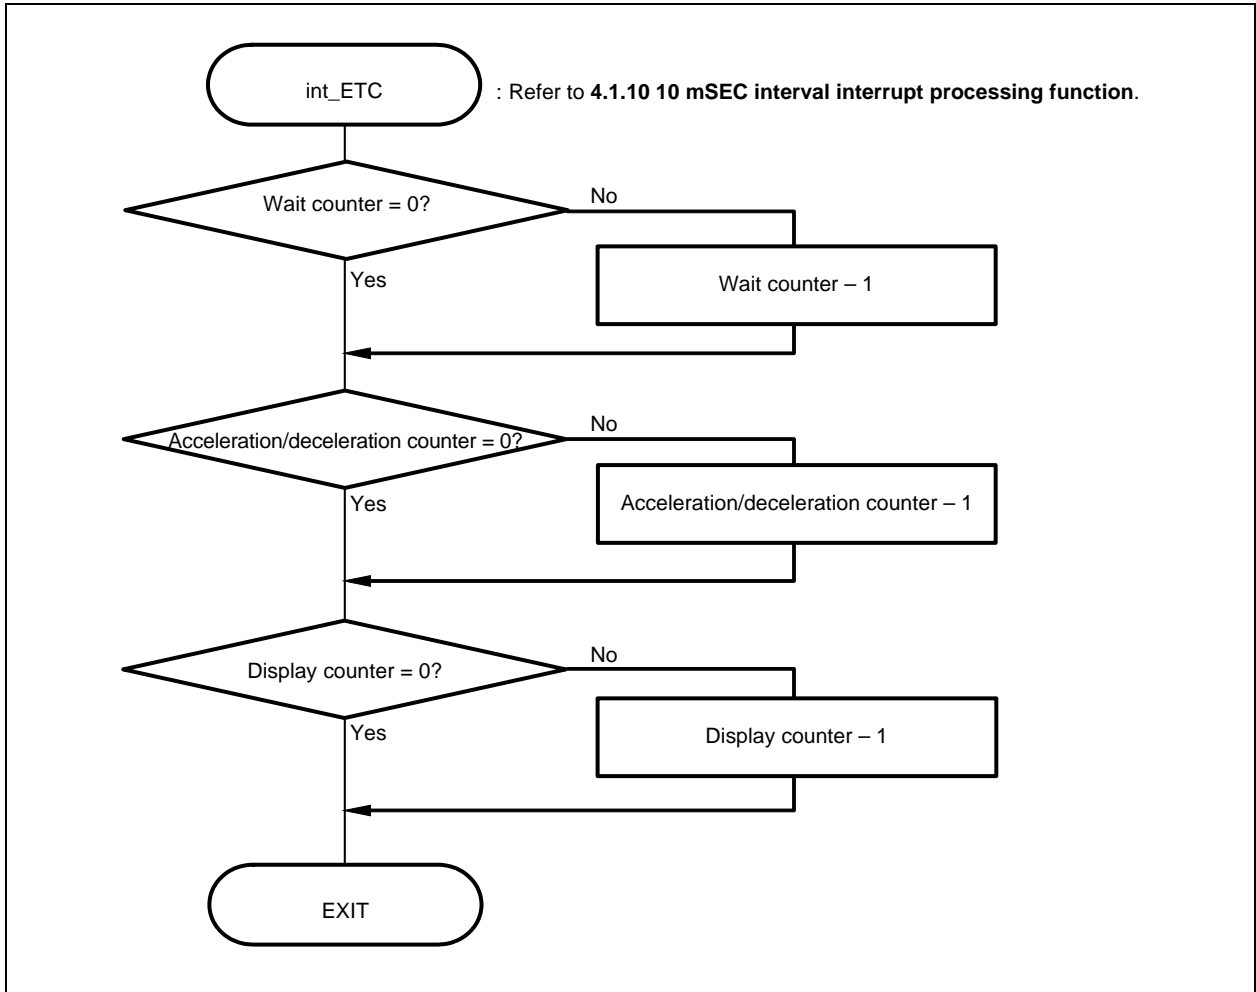 int_ETC
: Refer to 4.1.10 10 mSEC interval interrupt processing function.
Wait counter = 0?
No
Yes
Wait counter – 1
Acceleration/deceleration counter = 0?
No
Yes
Acceleration/deceleration counter – 1
Display counter = 0?
No
Yes
Display counter – 1
EXIT